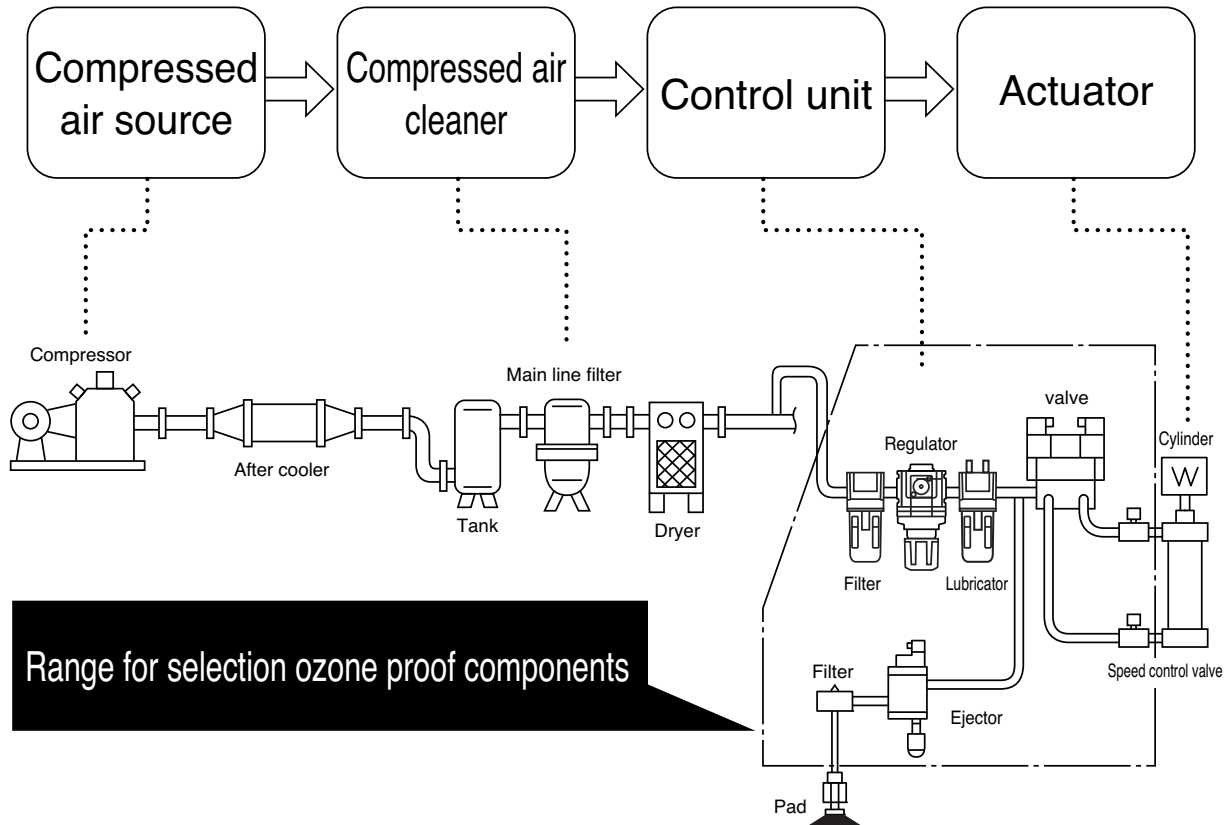 Compressed
air source
Compressed air
cleaner
Control unit
Actuator
Compressor
After cooler
Tank
Main line filter
Dryer
valve
Regulator
Cylinder
W
Filter
Lubricator
Speed control valve
Range for selection ozone proof components
Filter
Ejector
Pad